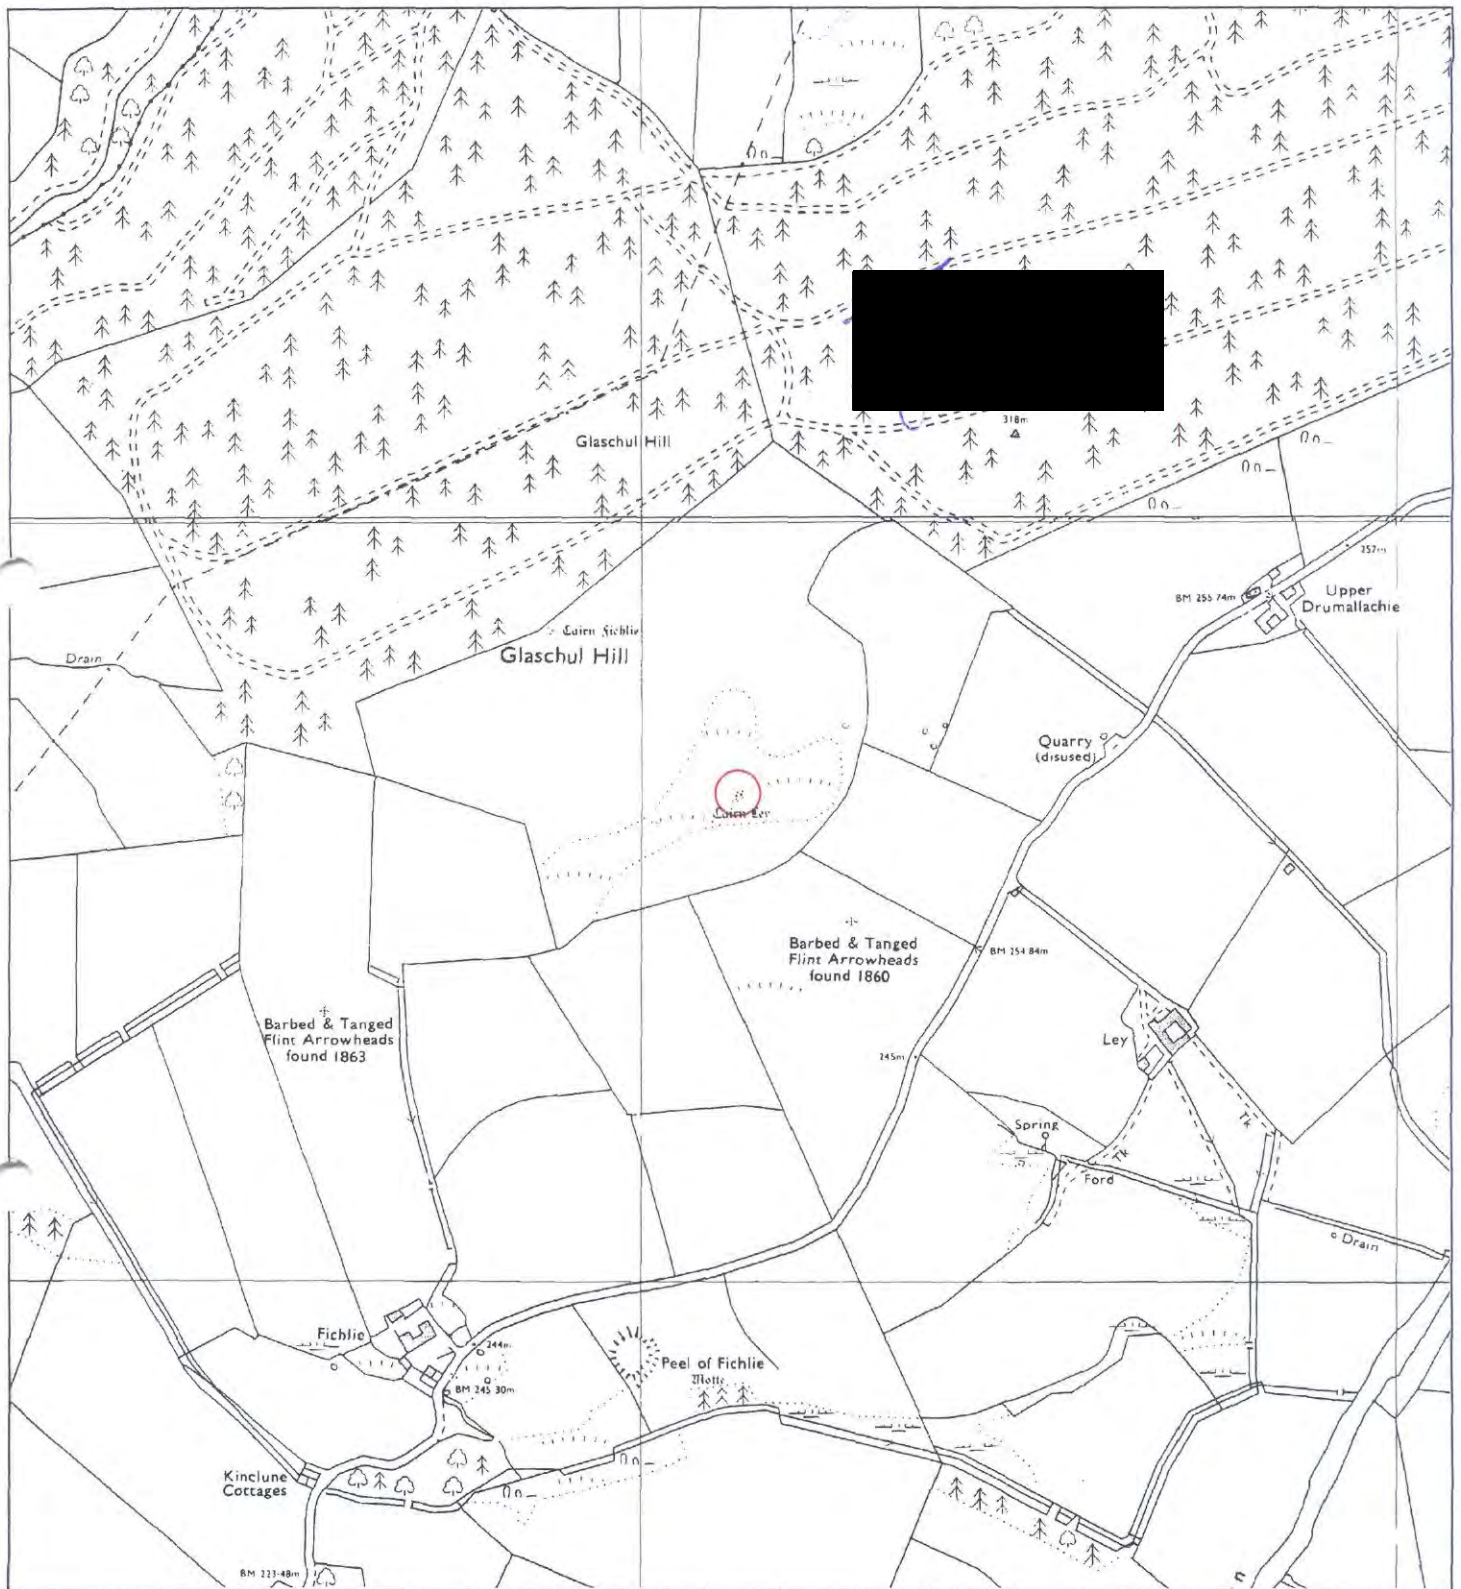 318m
Glaschul Hill
257m
BM 255·74m
Upper
Drumallachie
Cairn Fichlie
Glaschul Hill
Drain
Quarry
(disused)
Cairn Ley
Barbed & Tanged
Flint Arrowheads
found 1860
BM 254·84m
Barbed & Tanged
Flint Arrowheads
found 1863
Ley
245m
Spring
Tk
Tk
Ford
Drain
Fichlie
244m
Peel of Fichlie
Motte
BM 245·30m
Kinclune
Cottages
BM 223·48m